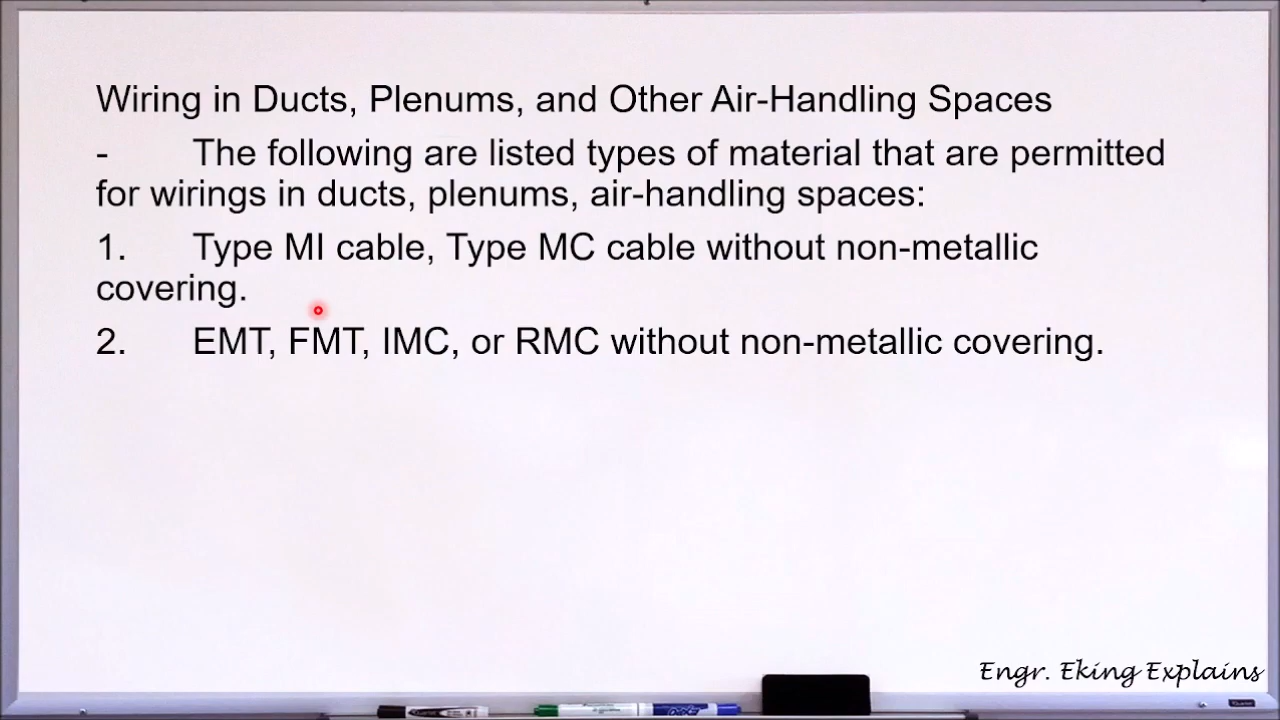 Wiring in Ducts, Plenums, and Other Air-Handling Spaces
- The following are listed types of material that are permitted
for wirings in ducts, plenums, air-handling spaces:
1. Type MI cable, Type MC cable without non-metallic
covering.
2. EMT, FMT, IMC, or RMC without non-metallic covering.
Engr. Eking Explains